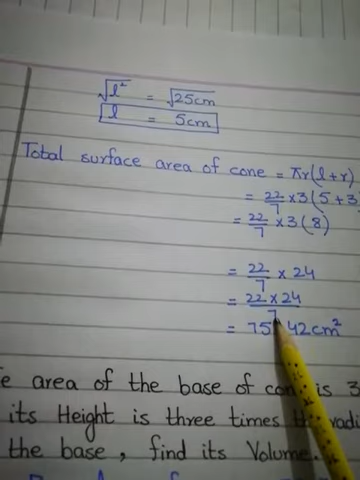 √l² = √25cm
l = 5cm
Total surface area of cone = πr(l+r)
= 22/7 ×3(5+3
= 22/7 ×3(8)
= 22/7 × 24
= 22×24/7
= 75 42cm²
area of the base of is 3
its Height is three times
the base, find its Volume.